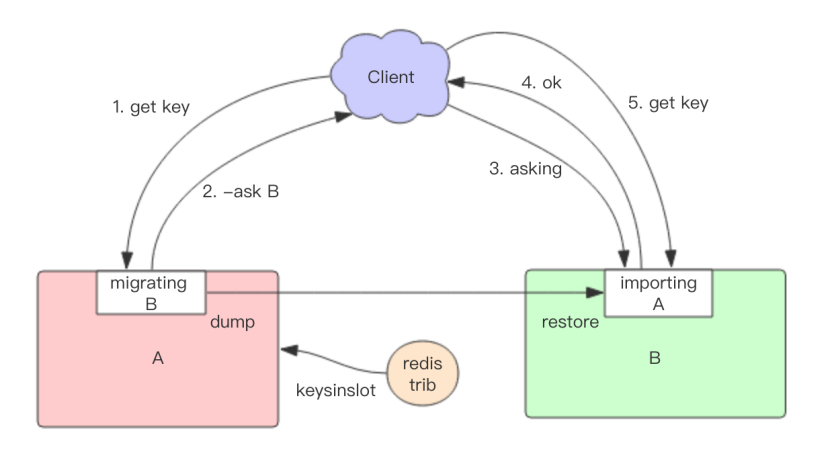 Client
4. ok
5. get key
1. get key
3. asking
2. –ask B
migrating
B
importing
A
dump
restore
A
B
redis
trib
keysinslot